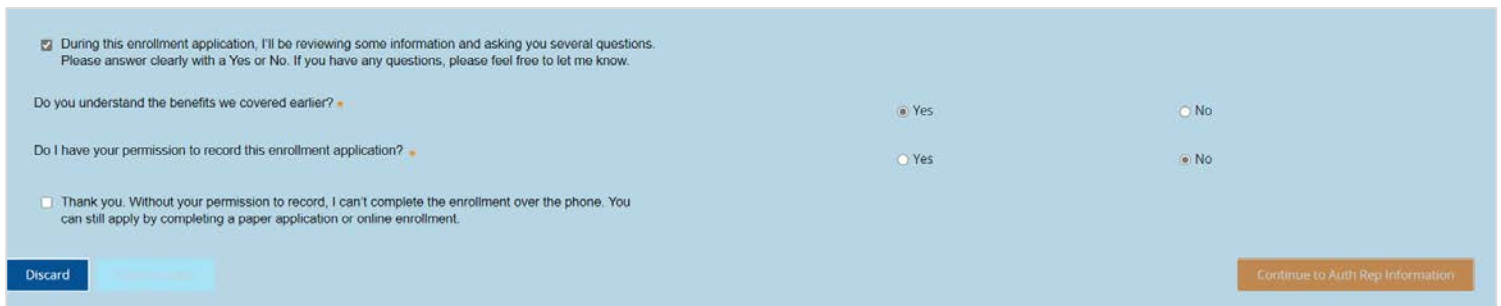 During this enrollment application, I'll be reviewing some information and asking you several questions.
Please answer clearly with a Yes or No. If you have any questions, please feel free to let me know.
Do you understand the benefits we covered earlier? *
Yes
No
Do I have your permission to record this enrollment application? *
Yes
No
Thank you. Without your permission to record, I can't complete the enrollment over the phone. You
can still apply by completing a paper application or online enrollment.
Discard
Continue to Auth Rep Information